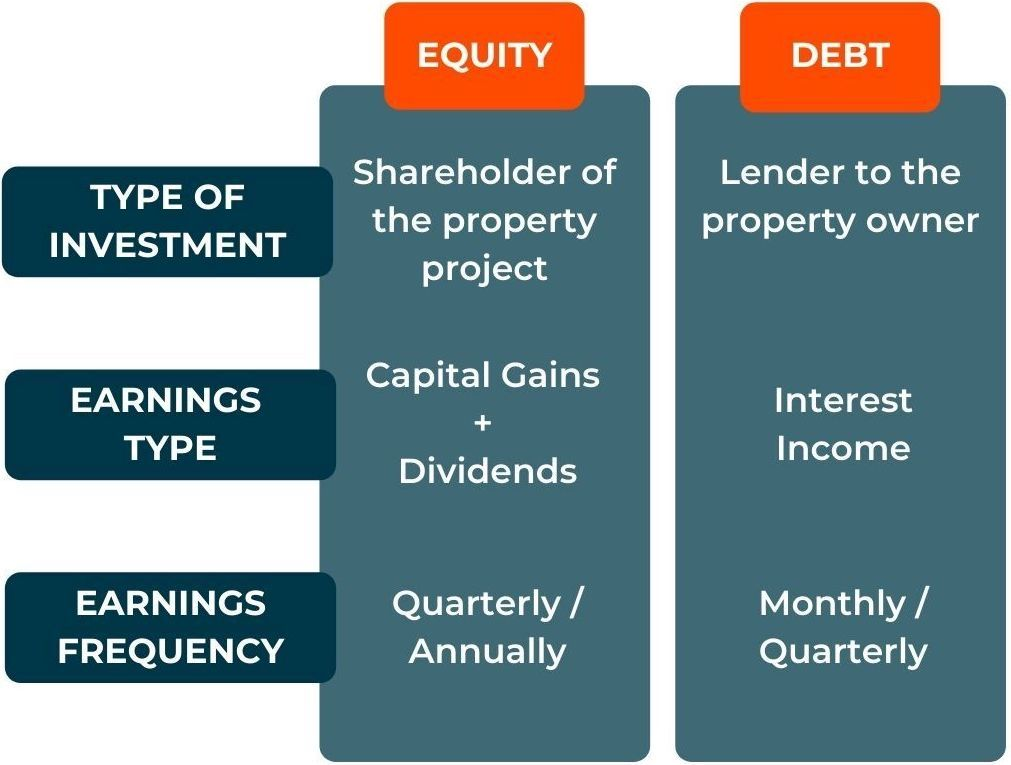 EQUITY
DEBT
TYPE OF
INVESTMENT
Shareholder of
the property
project
Lender to the
property owner
EARNINGS
TYPE
Capital Gains
+
Dividends
Interest
Income
EARNINGS
FREQUENCY
Quarterly /
Annually
Monthly /
Quarterly